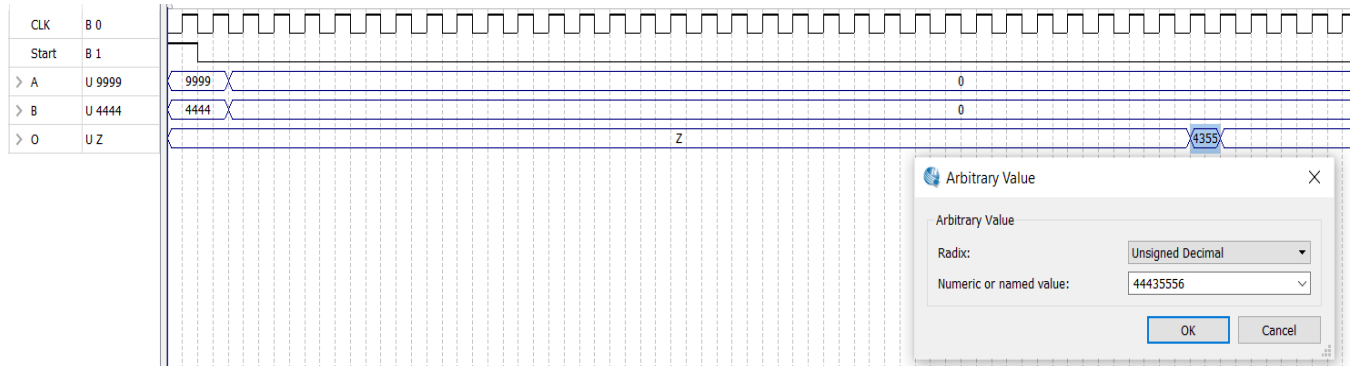 CLK B 0
Start B 1
> A U 9999 9999 0
> B U 4444 4444 0
> O U Z Z 4355
Arbitrary Value
Arbitrary Value
Radix: Unsigned Decimal
Numeric or named value: 44435556
OK Cancel